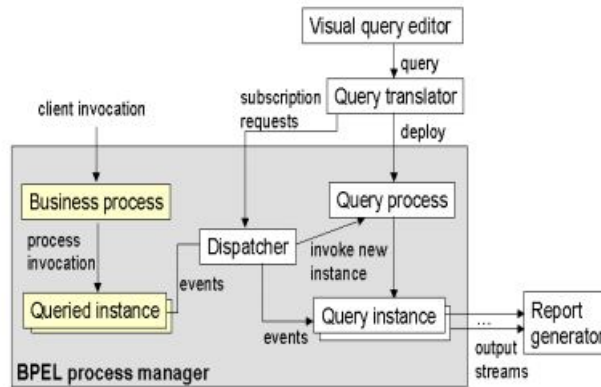 Visual query editor
query
Query translator
subscription
requests
deploy
client invocation
Business process
Query process
process
invocation
Dispatcher
invoke new
instance
events
Queried instance
events
Query instance
...
output
streams
Report
generator
BPEL process manager